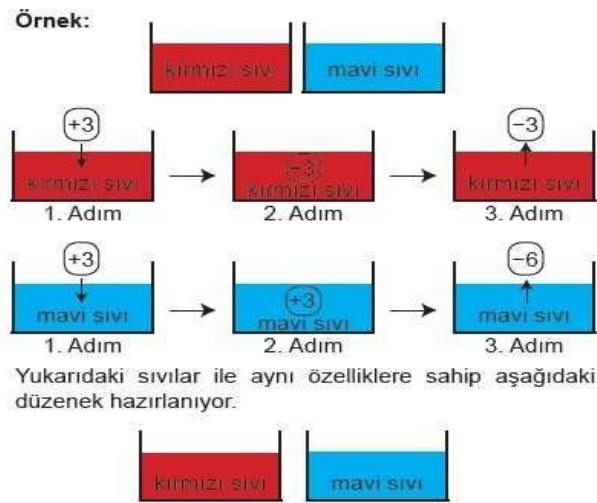 Örnek:
kırmızı sıvı mavi sıvı
+3 −3
kırmızı sıvı −3 kırmızı sıvı kırmızı sıvı
1. Adım 2. Adım 3. Adım
+3 −6
mavi sıvı +3 mavi sıvı mavi sıvı
1. Adım 2. Adım 3. Adım
Yukarıdaki sıvılar ile aynı özelliklere sahip aşağıdaki
düzenek hazırlanıyor.
kırmızı sıvı mavi sıvı